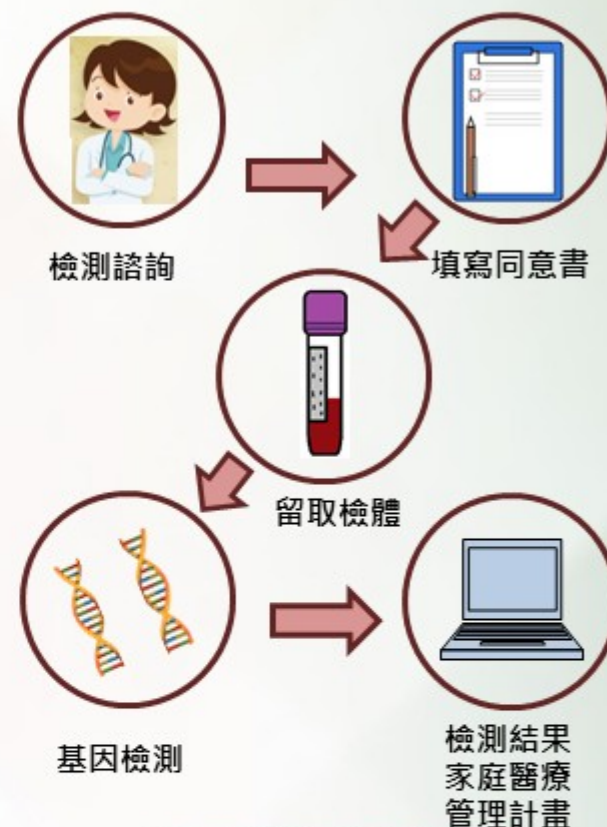 檢測諮詢
填寫同意書
留取檢體
基因檢測
檢測結果
家庭醫療
管理計畫